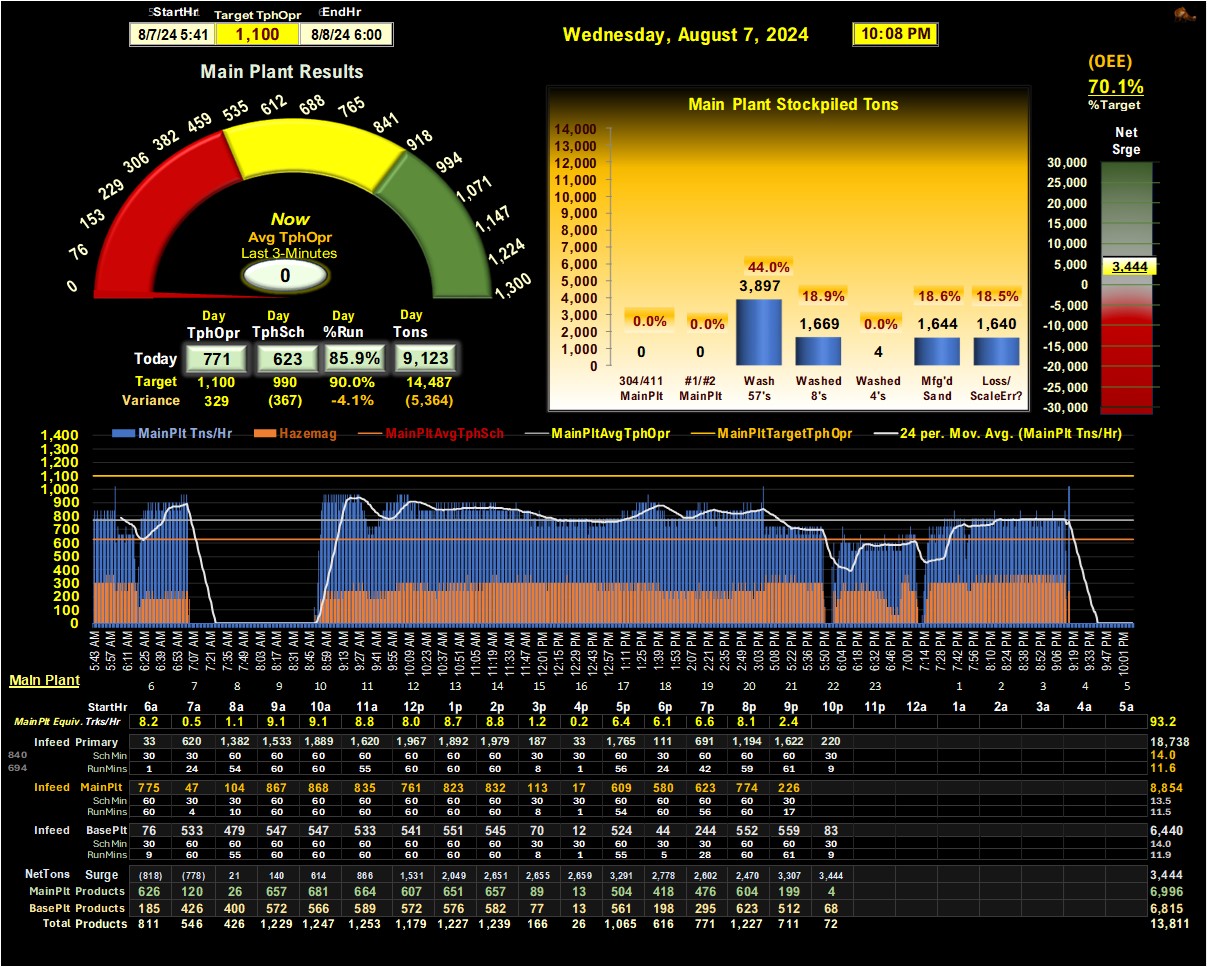 StartHr Target TphOpr EndHr
8/7/24 5:41 1,100 8/8/24 6:00
Wednesday, August 7, 2024 10:08 PM
(OEE)
70.1%
%Target
Main Plant Results
0 76 153 229 306 382 459 535 612 688 765 841 918 994 1,071 1,147 1,224 1,300
Now
Avg TphOpr
Last 3-Minutes
0
Day Day Day Day
TphOpr TphSch %Run Tons
Today 771 623 85.9% 9,123
Target 1,100 990 90.0% 14,487
Variance 329 (367) -4.1% (5,364)
Main Plant Stockpiled Tons
14,000
13,000
12,000
11,000
10,000
9,000
8,000
7,000
6,000
5,000
4,000
3,000
2,000
1,000
0
0.0% 0.0% 44.0% 18.9% 0.0% 18.6% 18.5%
0 0 3,897 1,669 4 1,644 1,640
304/411 #1/#2 Wash Washed Washed Mfg'd Loss/
MainPlt MainPlt 57's 8's 4's Sand ScaleErr?
Net
Srge
30,000
25,000
20,000
15,000
10,000
5,000
3,444
0
-5,000
-10,000
-15,000
-20,000
-25,000
-30,000
MainPlt Tns/Hr Hazemag MainPltAvgTphSch MainPltAvgTphOpr MainPltTargetTphOpr 24 per. Mov. Avg. (MainPlt Tns/Hr)
1,400
1,300
1,200
1,100
1,000
900
800
700
600
500
400
300
200
100
0
5:43 AM 5:57 AM 6:11 AM 6:25 AM 6:39 AM 6:53 AM 7:07 AM 7:21 AM 7:35 AM 7:49 AM 8:03 AM 8:17 AM 8:31 AM 8:45 AM 8:59 AM 9:13 AM 9:27 AM 9:41 AM 9:55 AM 10:09 AM 10:23 AM 10:37 AM 10:51 AM 11:05 AM 11:19 AM 11:33 AM 11:47 AM 12:01 PM 12:15 PM 12:29 PM 12:43 PM 12:57 PM 1:11 PM 1:25 PM 1:39 PM 1:53 PM 2:07 PM 2:21 PM 2:35 PM 2:49 PM 3:03 PM 5:08 PM 5:22 PM 5:36 PM 5:50 PM 6:04 PM 6:18 PM 6:32 PM 6:46 PM 7:00 PM 7:14 PM 7:28 PM 7:42 PM 7:56 PM 8:10 PM 8:24 PM 8:38 PM 8:52 PM 9:06 PM 9:19 PM 9:47 PM 10:01 PM
Main Plant 6 7 8 9 10 11 12 13 14 15 16 17 18 19 20 21 22 23 1 2 3 4 5
StartHr 6a 7a 8a 9a 10a 11a 12p 1p 2p 3p 4p 5p 6p 7p 8p 9p 10p 11p 12a 1a 2a 3a 4a 5a
MainPlt Equiv. Trks/Hr 8.2 0.5 1.1 9.1 9.1 8.8 8.0 8.7 8.8 1.2 0.2 6.4 6.1 6.6 8.1 2.4 93.2
Infeed Primary 33 620 1,382 1,533 1,889 1,620 1,967 1,892 1,979 187 33 1,765 111 691 1,194 1,622 220 18,738
840 Sch Min 30 30 60 60 60 60 60 60 60 30 30 60 30 60 60 60 30 14.0
694 RunMins 1 24 54 60 60 55 60 60 60 8 1 56 24 42 59 61 9 11.6
Infeed MainPlt 775 47 104 867 868 835 761 823 832 113 17 609 580 623 774 226 8,854
Sch Min 60 30 30 60 60 60 60 60 60 30 30 60 60 60 60 30 13.5
RunMins 60 4 10 60 60 60 60 60 60 8 1 54 60 56 60 17 11.5
Infeed BasePlt 76 533 479 547 547 533 541 551 545 70 12 524 44 244 552 559 83 6,440
Sch Min 30 60 60 60 60 60 60 60 60 30 30 60 30 60 60 60 30 14.0
RunMins 9 60 55 60 60 60 60 60 60 8 1 55 5 28 60 61 9 11.9
NetTons Surge (818) (778) 21 140 614 866 1,531 2,049 2,651 2,655 2,659 3,291 2,778 2,602 2,470 3,307 3,444 3,444
MainPlt Products 626 120 26 657 681 664 607 651 657 89 13 504 418 476 604 199 4 6,996
BasePlt Products 185 426 400 572 566 589 572 576 582 77 13 561 198 295 623 512 68 6,815
Total Products 811 546 426 1,229 1,247 1,253 1,179 1,227 1,239 166 26 1,065 616 771 1,227 711 72 13,811